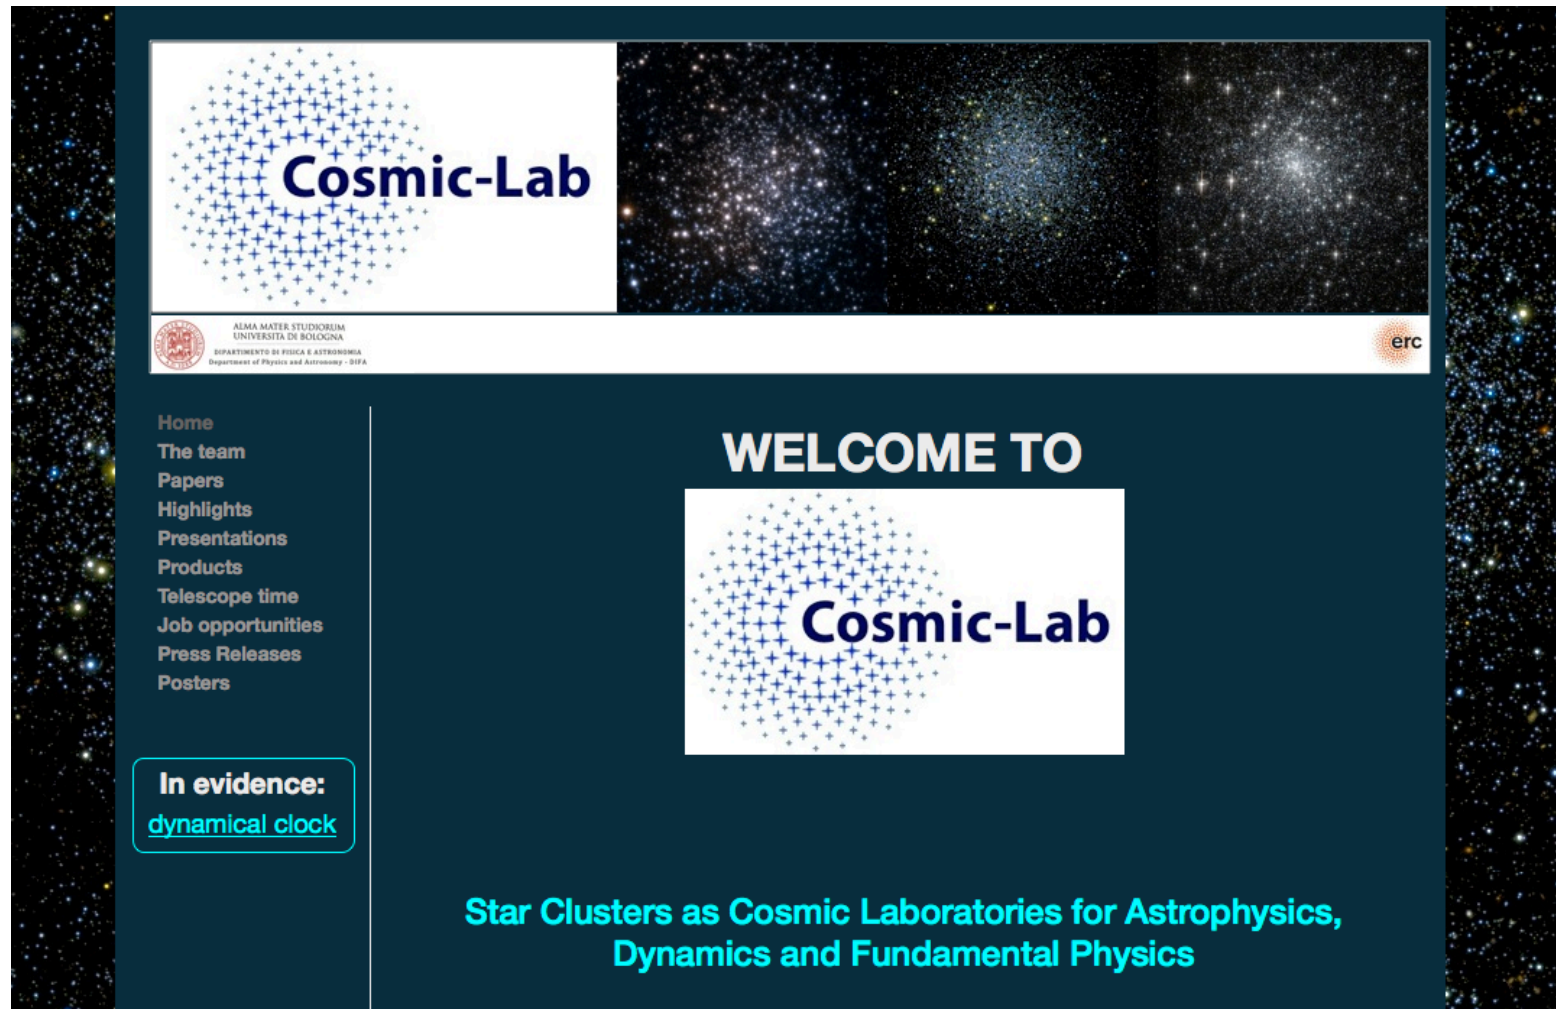 Cosmic-Lab
ALMA MATER STUDIORUM
UNIVERSITA DI BOLOGNA
DIPARTIMENTO DI FISICA E ASTRONOMIA
Department of Physics and Astronomy - DIFA
erc
Home
The team
Papers
Highlights
Presentations
Products
Telescope time
Job opportunities
Press Releases
Posters
In evidence:
dynamical clock
WELCOME TO
Cosmic-Lab
Star Clusters as Cosmic Laboratories for Astrophysics,
Dynamics and Fundamental Physics